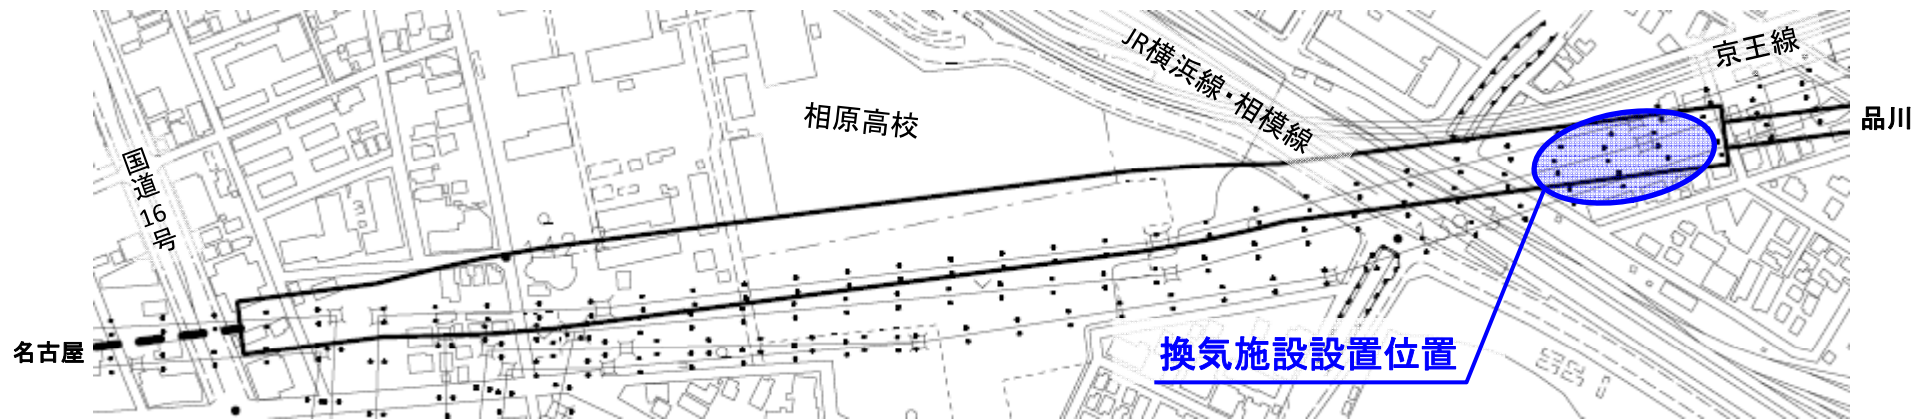 京王線
JR横浜線・相模線
相原高校
品川
国道16号
名古屋
換気施設設置位置